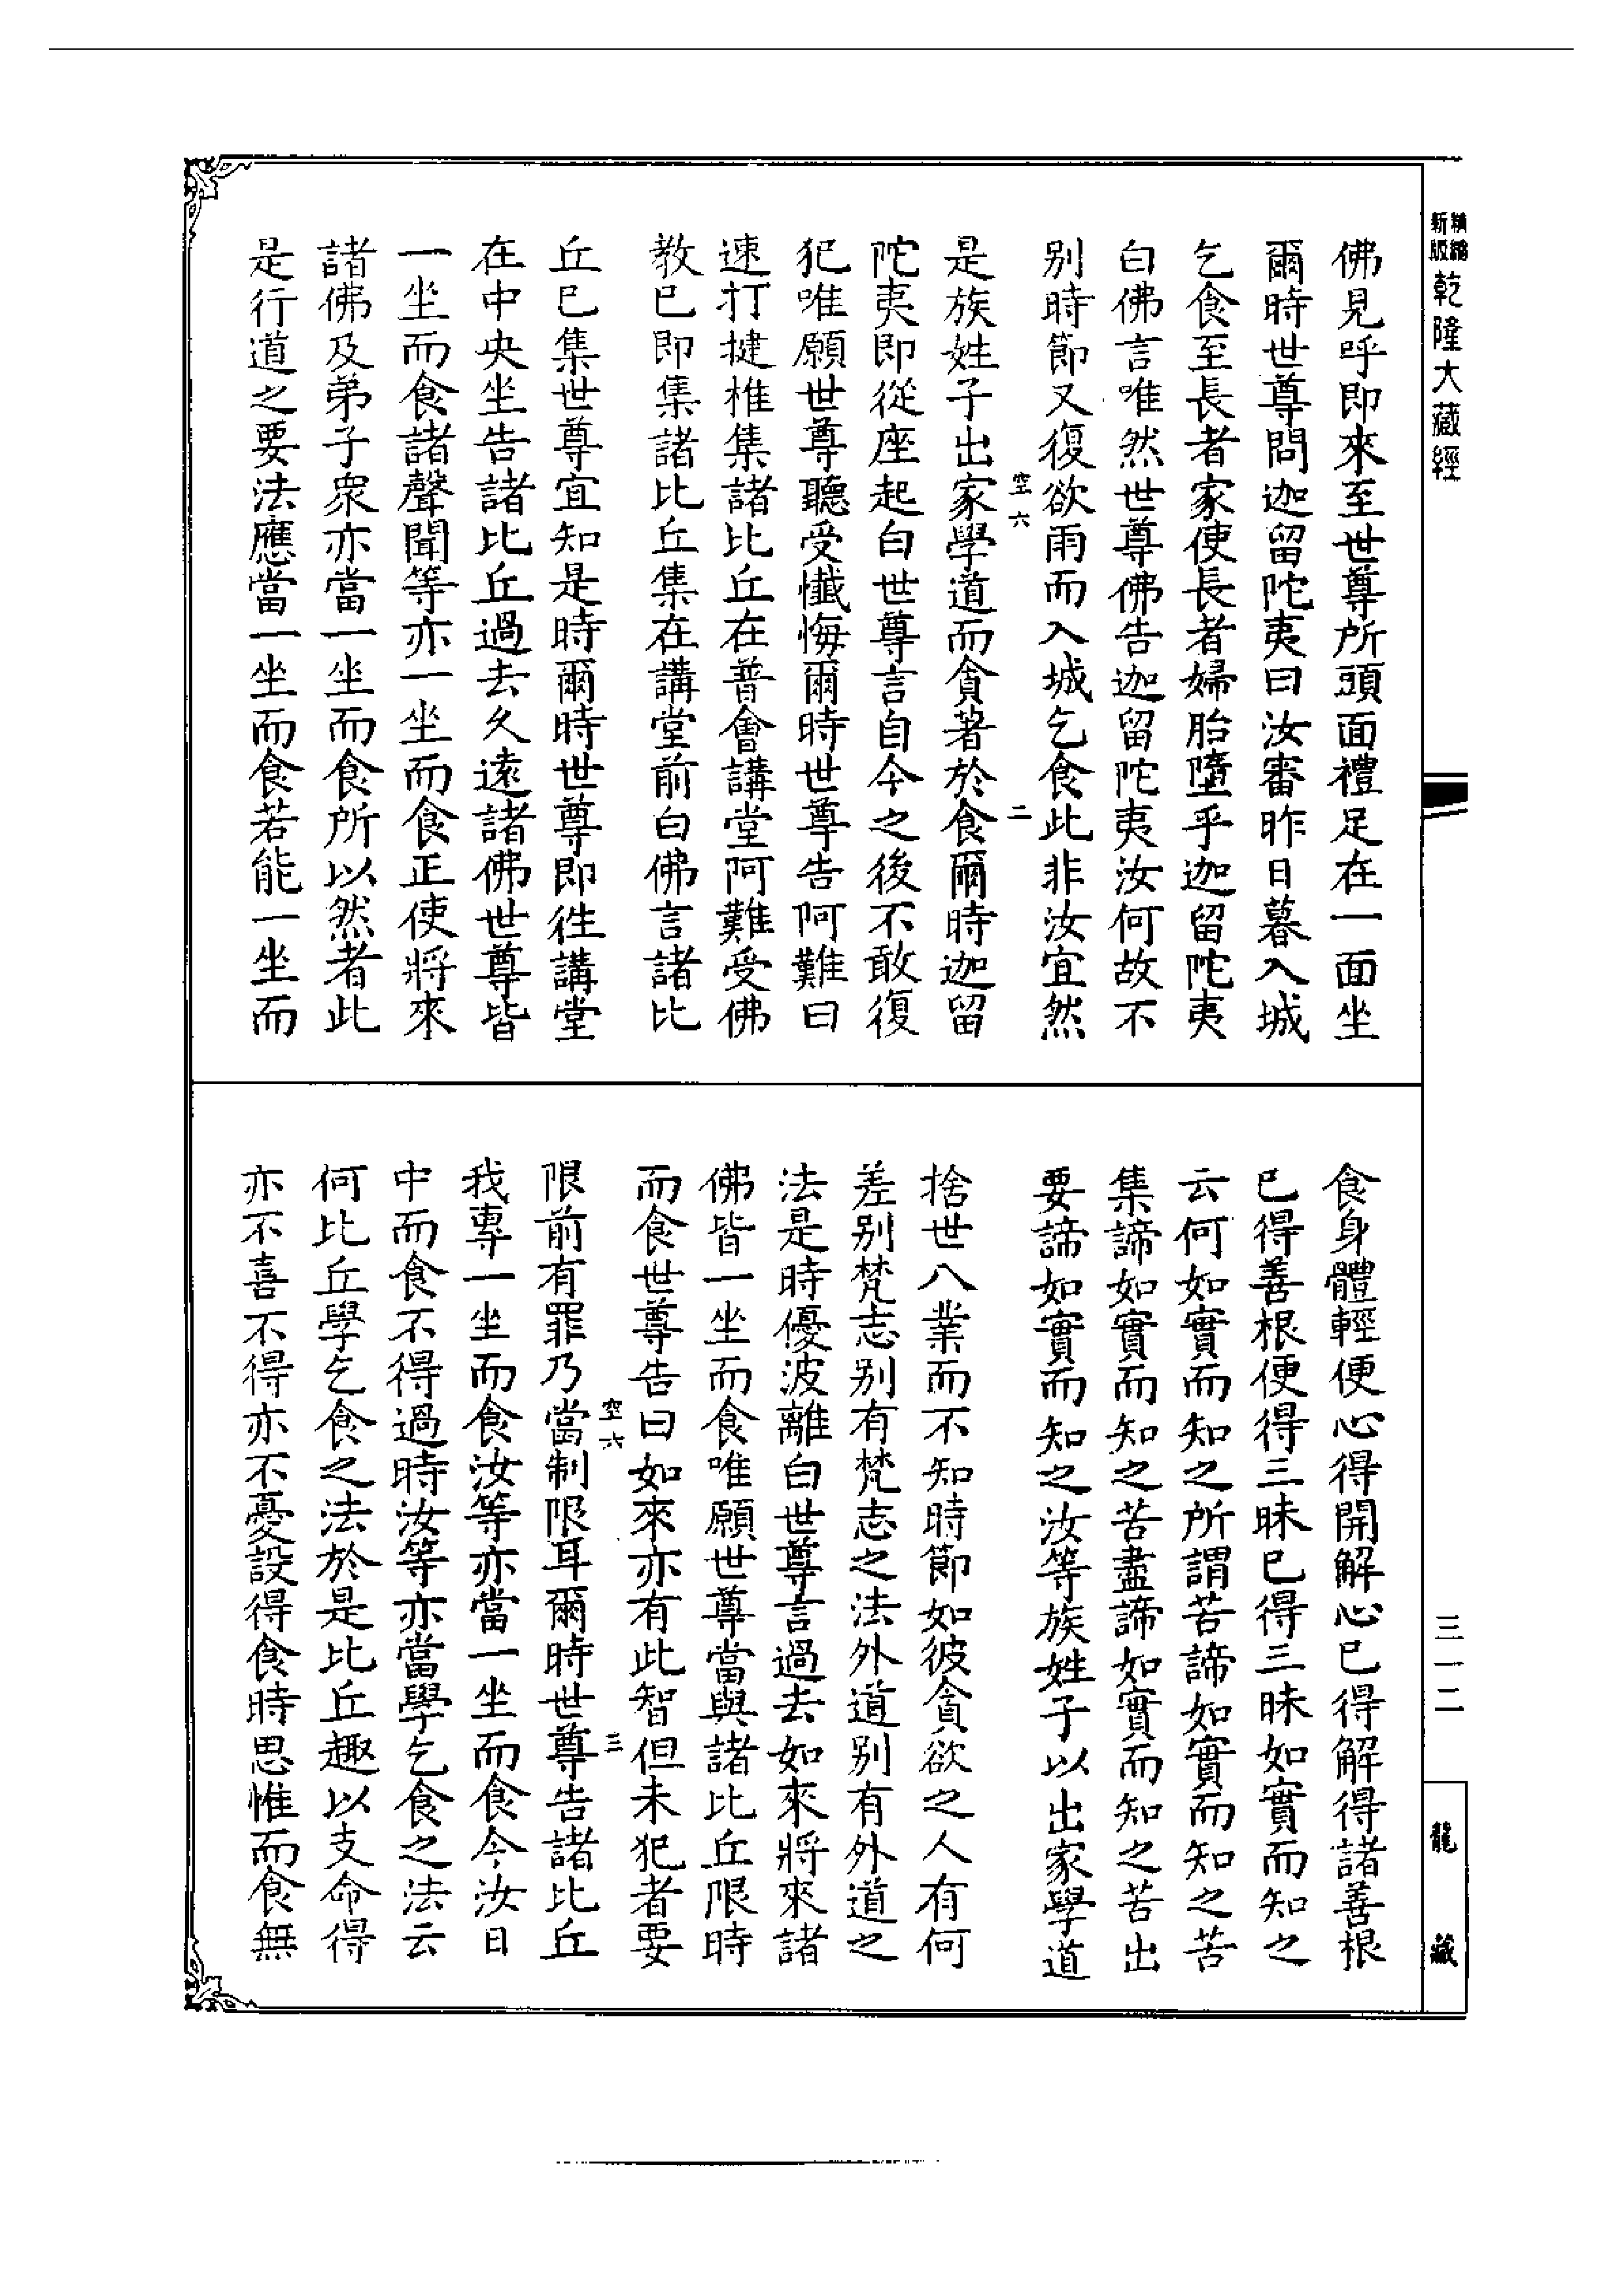 精縮新版乾隆大藏經
佛見呼即來至世尊所頭面禮足在一面坐
爾時世尊問迦留陀夷曰汝審昨日暮入城
乞食至長者家使長者婦胎墮乎迦留陀夷
白佛言唯然世尊佛告迦留陀夷汝何故不
別時節又復欲雨而入城乞食此非汝宜然
空六 二
是族姓子出家學道而貪著於食爾時迦留
陀夷即從座起白世尊言自今之後不敢復
犯唯願世尊聽受懺悔爾時世尊告阿難曰
速打揵椎集諸比丘在普會講堂阿難受佛
教已即集諸比丘集在講堂前白佛言諸比
丘已集世尊宜知是時爾時世尊即徃講堂
在中央坐告諸比丘過去久遠諸佛世尊皆
一坐而食諸聲聞等亦一坐而食正使將來
諸佛及弟子衆亦當一坐而食所以然者此
是行道之要法應當一坐而食若能一坐而
食身體輕便心得開解心已得解得諸善根
已得善根便得三昧已得三昧如實而知之
云何如實而知之所謂苦諦如實而知之苦
集諦如實而知之苦盡諦如實而知之苦出
要諦如實而知之汝等族姓子以出家學道
捨世八業而不知時節如彼貪欲之人有何
差別梵志別有梵志之法外道別有外道之
法是時優波離白世尊言過去如來將來諸
佛皆一坐而食唯願世尊當與諸比丘限時
而食世尊告曰如來亦有此智但未犯者要
空六 三
限前有罪乃當制限耳爾時世尊告諸比丘
我專一坐而食汝等亦當一坐而食今汝日
中而食不得過時汝等亦當學乞食之法云
何比丘學乞食之法於是比丘趣以支命得
亦不喜不得亦不憂設得食時思惟而食無
三一二
龍藏